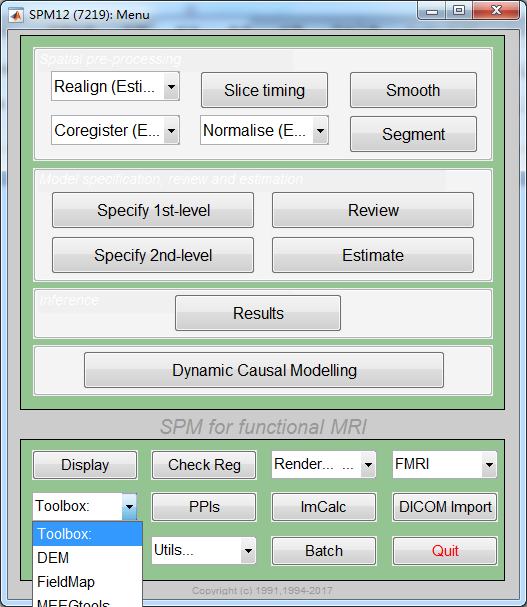 SPM12 (7219): Menu
Spatial pre-processing
Realign (Esti...
Slice timing
Smooth
Coregister (E...
Normalise (E...
Segment
Model specification, review and estimation
Specify 1st-level
Review
Specify 2nd-level
Estimate
Inference
Results
Dynamic Causal Modelling
SPM for functional MRI
Display
Check Reg
Render... ...
FMRI
Toolbox:
PPIs
ImCalc
DICOM Import
Toolbox:
Utils...
Batch
Quit
DEM
FieldMap
MEEGtools
Copyright (c) 1991,1994-2017